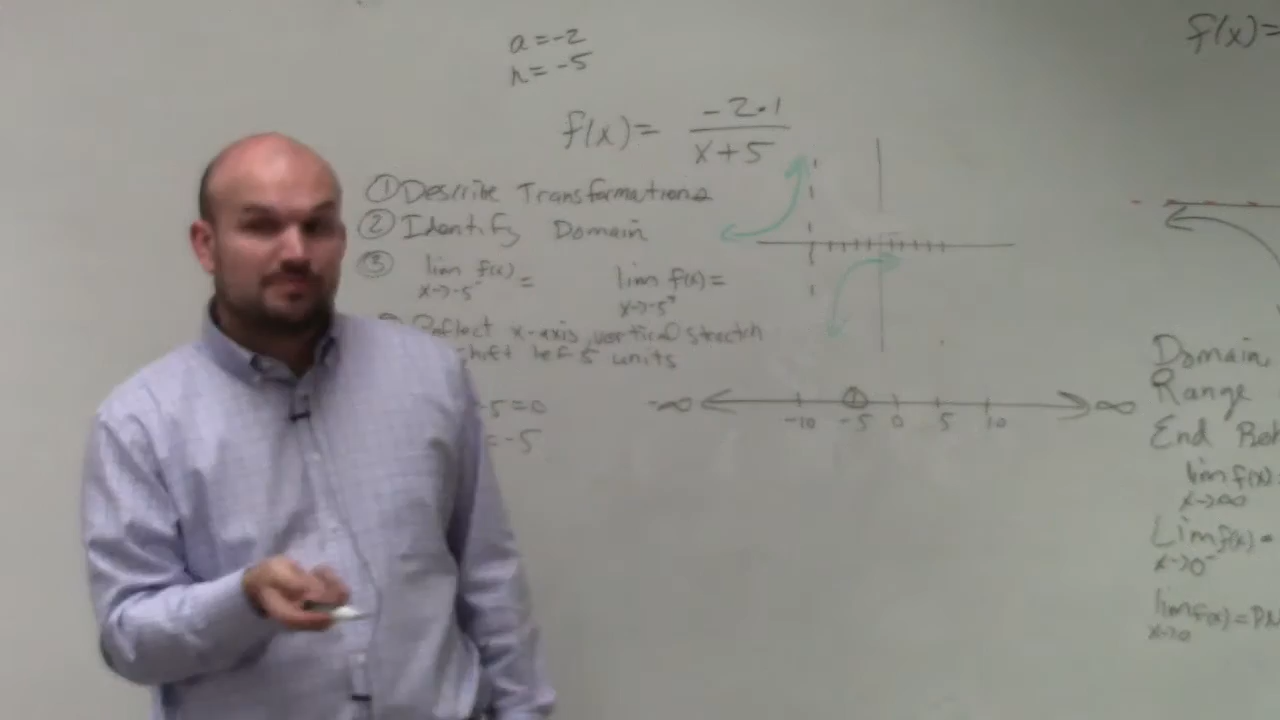 a = -2
h = -5
f(x) = -2·1
x+5
① Describe Transformations
② Identify Domain
③ lim f(x) = lim f(x) =
x→-5⁻ x→-5⁺
Reflect x-axis, vertical stretch
shift left 5 units
-5 = 0
= -5
-∞ -10 -5 0 5 10 ∞
f(x)=
Domain
Range
End
lim f(x)
x→∞
Lim f(x) =
x→0⁻
lim f(x) =
x→0